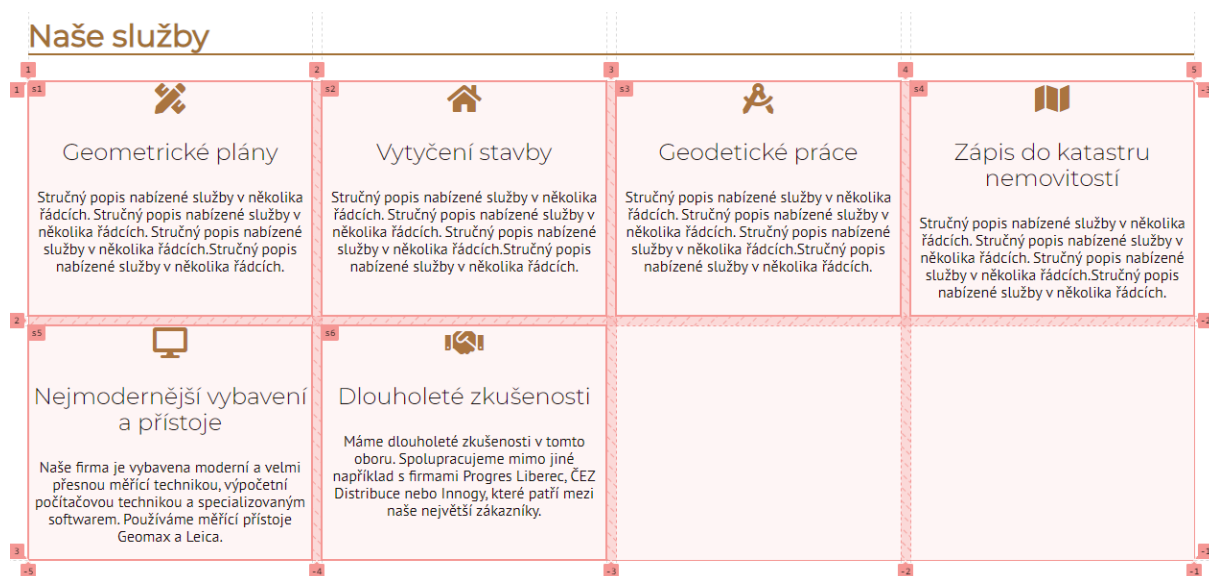 Naše služby
1
2
3
4
5
1
s1
s2
s3
s4
-3
Geometrické plány
Stručný popis nabízené služby v několika
řádcích. Stručný popis nabízené služby v
několika řádcích. Stručný popis nabízené
služby v několika řádcích.Stručný popis
nabízené služby v několika řádcích.
Vytyčení stavby
Stručný popis nabízené služby v několika
řádcích. Stručný popis nabízené služby v
několika řádcích. Stručný popis nabízené
služby v několika řádcích.Stručný popis
nabízené služby v několika řádcích.
Geodetické práce
Stručný popis nabízené služby v několika
řádcích. Stručný popis nabízené služby v
několika řádcích. Stručný popis nabízené
služby v několika řádcích.Stručný popis
nabízené služby v několika řádcích.
Zápis do katastru
nemovitostí
Stručný popis nabízené služby v několika
řádcích. Stručný popis nabízené služby v
několika řádcích. Stručný popis nabízené
služby v několika řádcích.Stručný popis
nabízené služby v několika řádcích.
2
-2
s5
s6
Nejmodernější vybavení
a přístoje
Naše firma je vybavena moderní a velmi
přesnou měřící technikou, výpočetní
počítačovou technikou a specializovaným
softwarem. Používáme měřící přístoje
Geomax a Leica.
Dlouholeté zkušenosti
Máme dlouholeté zkušenosti v tomto
oboru. Spolupracujeme mimo jiné
například s firmami Progres Liberec, ČEZ
Distribuce nebo Innogy, které patří mezi
naše největší zákazníky.
3
-1
-5
-4
-3
-2
-1